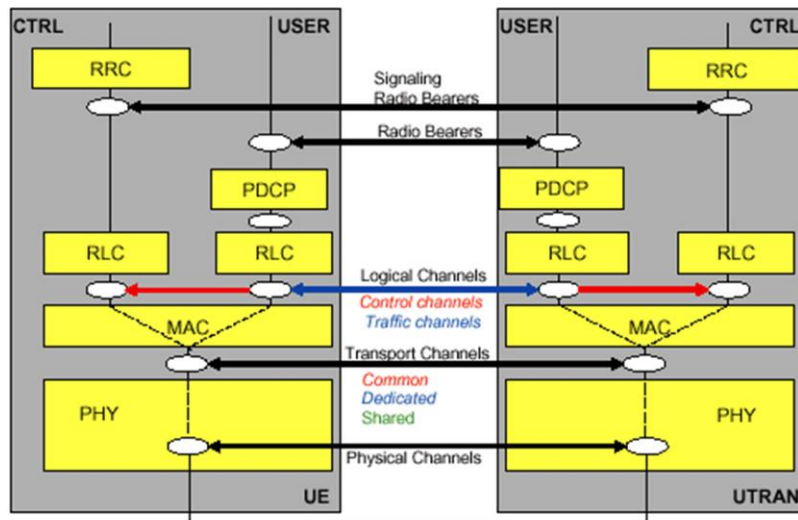 CTRL
USER
USER
CTRL
RRC
RRC
Signaling
Radio Bearers
Radio Bearers
PDCP
PDCP
RLC
RLC
RLC
RLC
Logical Channels
Control channels
Traffic channels
MAC
MAC
Transport Channels
Common
Dedicated
Shared
PHY
PHY
Physical Channels
UE
UTRAN